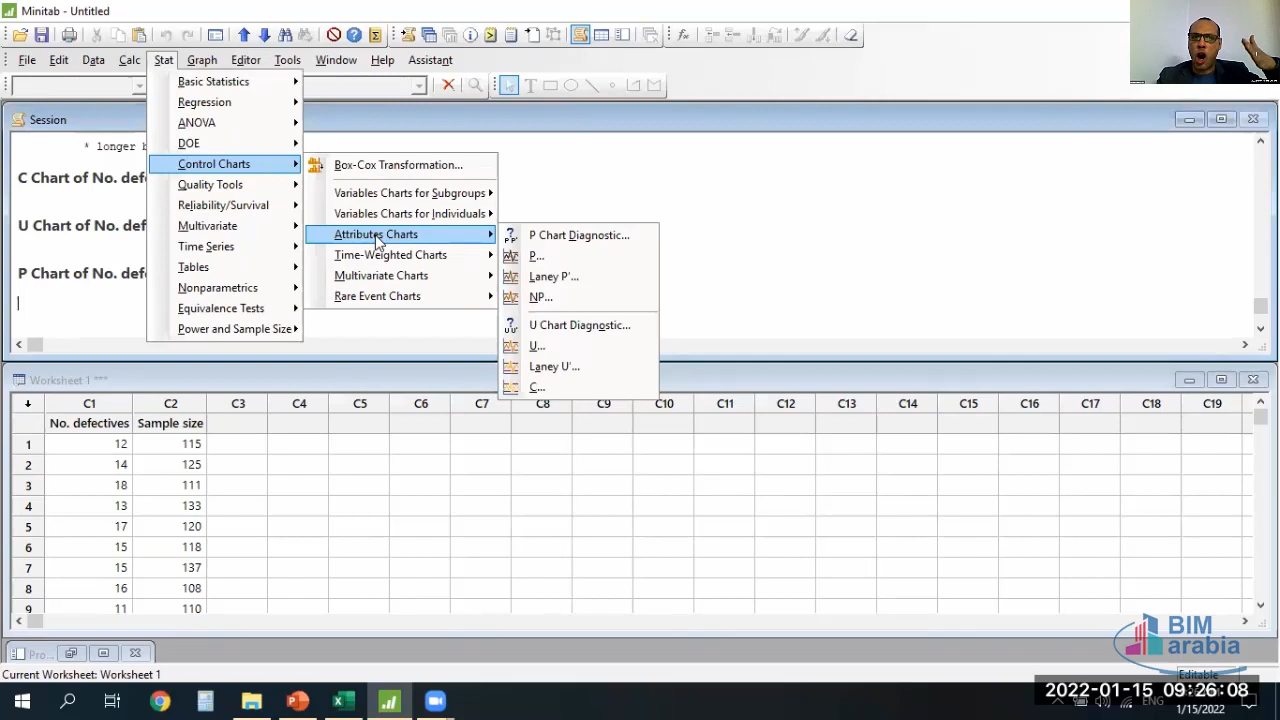 Minitab - Untitled
File Edit Data Calc Stat Graph Editor Tools Window Help Assistant
Session
* longer b
C Chart of No. defe
U Chart of No. defe
P Chart of No. defe
Basic Statistics
Regression
ANOVA
DOE
Control Charts
Quality Tools
Reliability/Survival
Multivariate
Time Series
Tables
Nonparametrics
Equivalence Tests
Power and Sample Size
Box-Cox Transformation...
Variables Charts for Subgroups
Variables Charts for Individuals
Attributes Charts
Time-Weighted Charts
Multivariate Charts
Rare Event Charts
P Chart Diagnostic...
P...
Laney P'...
NP...
U Chart Diagnostic...
U...
Laney U'...
C...
Worksheet 1 ***
C1 C2 C3 C4 C5 C6 C7 C8 C9 C10 C11 C12 C13 C14 C15 C16 C17 C18 C19
No. defectives Sample size
1 12 115
2 14 125
3 18 111
4 13 133
5 17 120
6 15 118
7 15 137
8 16 108
9 11 110
BIM
arabia
Pro...
Current Worksheet: Worksheet 1
Editable
2022-01-15 09:26:08
ENG
1/15/2022